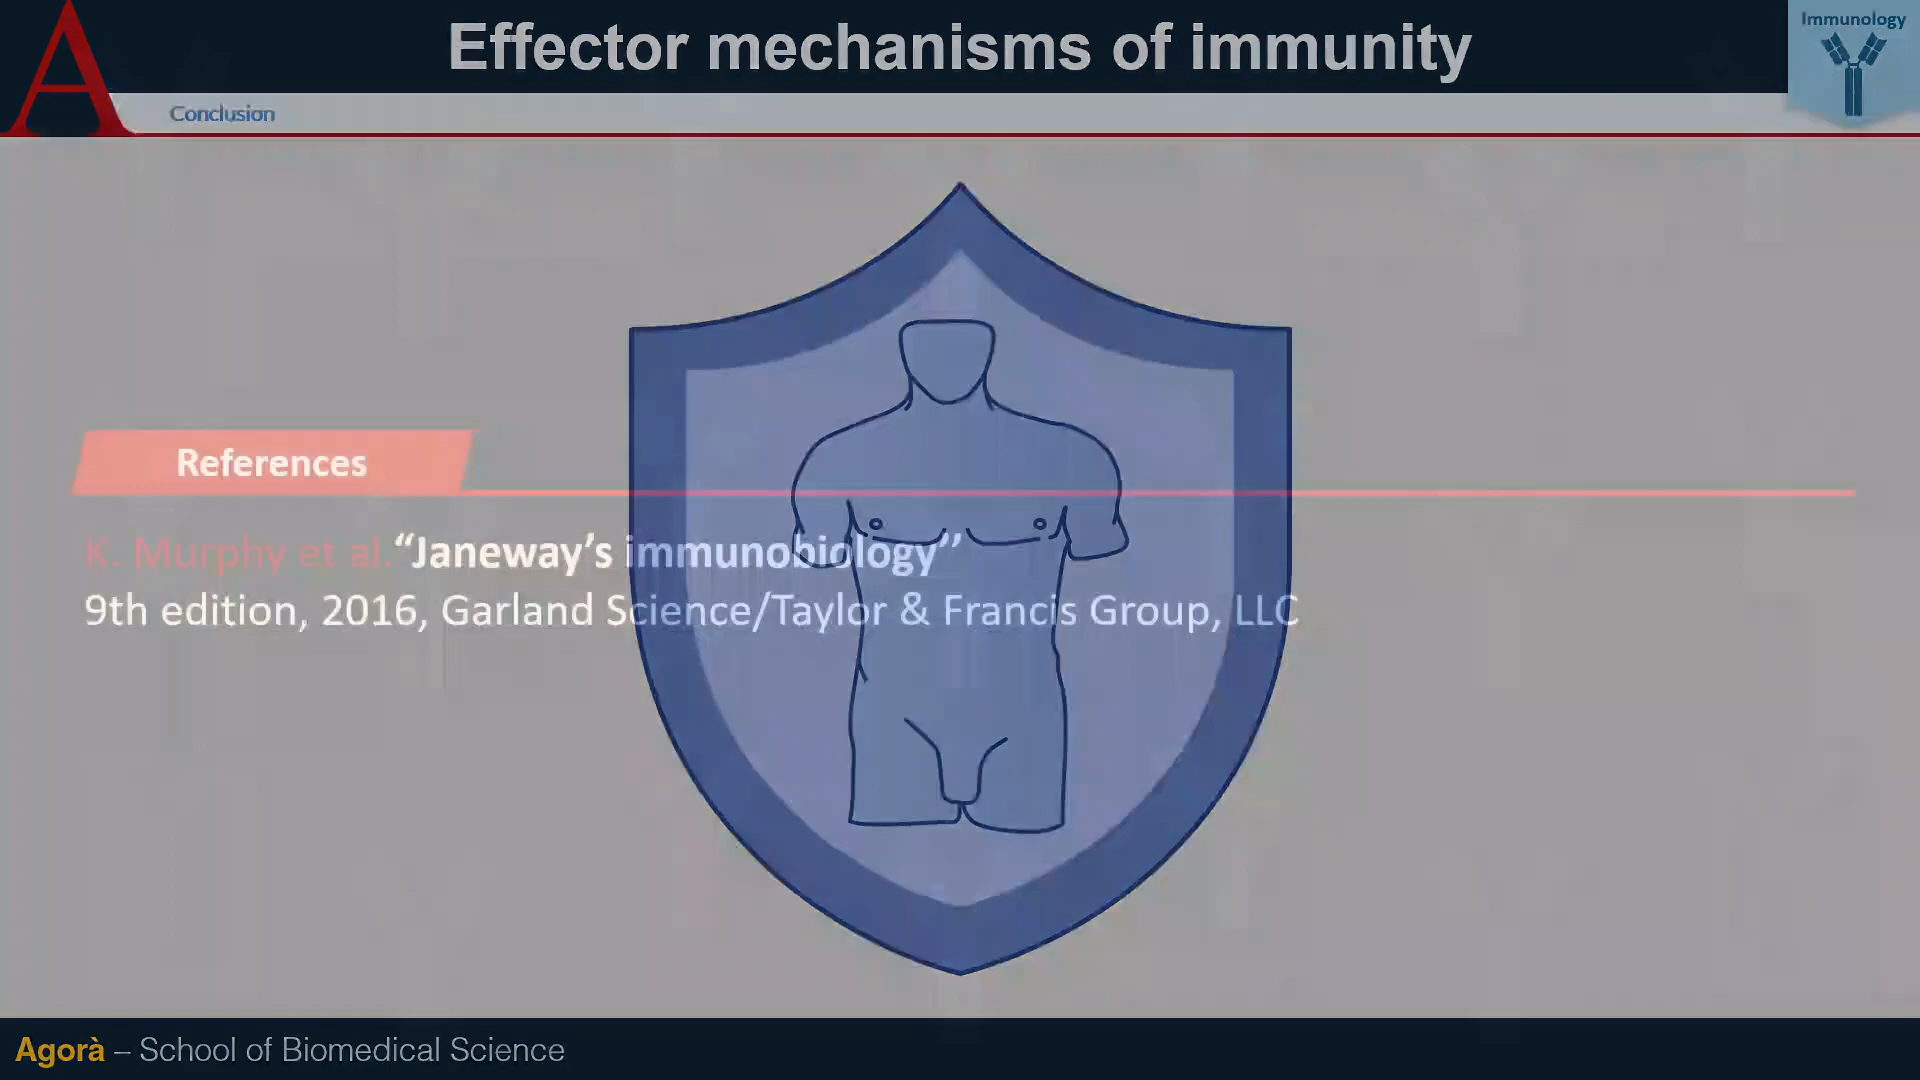 A
Effector mechanisms of immunity
Immunology
Conclusion
References
K. Murphy et al.“Janeway’s immunobiology”
9th edition, 2016, Garland Science/Taylor & Francis Group, LLC
Agorà – School of Biomedical Science